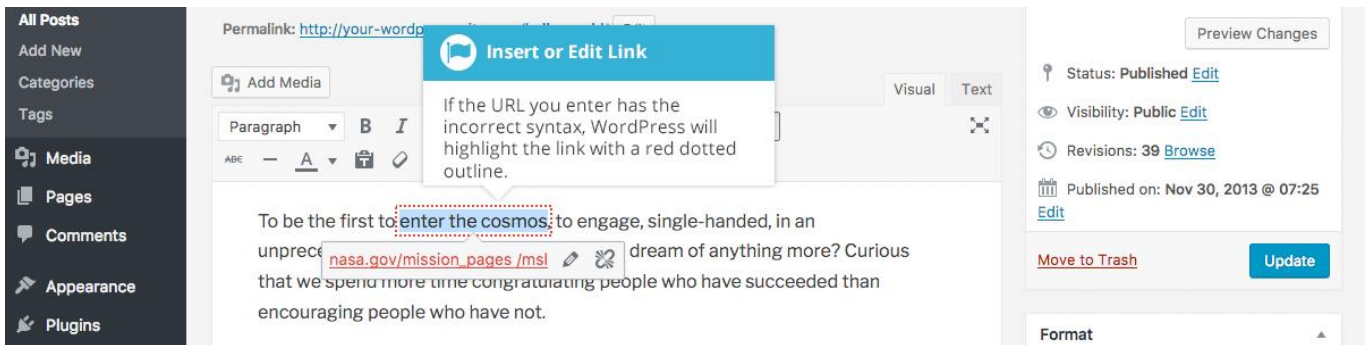 All Posts
Add New
Categories
Tags
Media
Pages
Comments
Appearance
Plugins
Permalink: http://your-wordp
Add Media
Visual Text
Paragraph B I
ABC — A
Insert or Edit Link
If the URL you enter has the
incorrect syntax, WordPress will
highlight the link with a red dotted
outline.
To be the first to enter the cosmos, to engage, single-handed, in an
unprece dream of anything more? Curious
nasa.gov/mission_pages /msl
that we spend more time congratulating people who have succeeded than
encouraging people who have not.
Preview Changes
Status: Published Edit
Visibility: Public Edit
Revisions: 39 Browse
Published on: Nov 30, 2013 @ 07:25
Edit
Move to Trash Update
Format